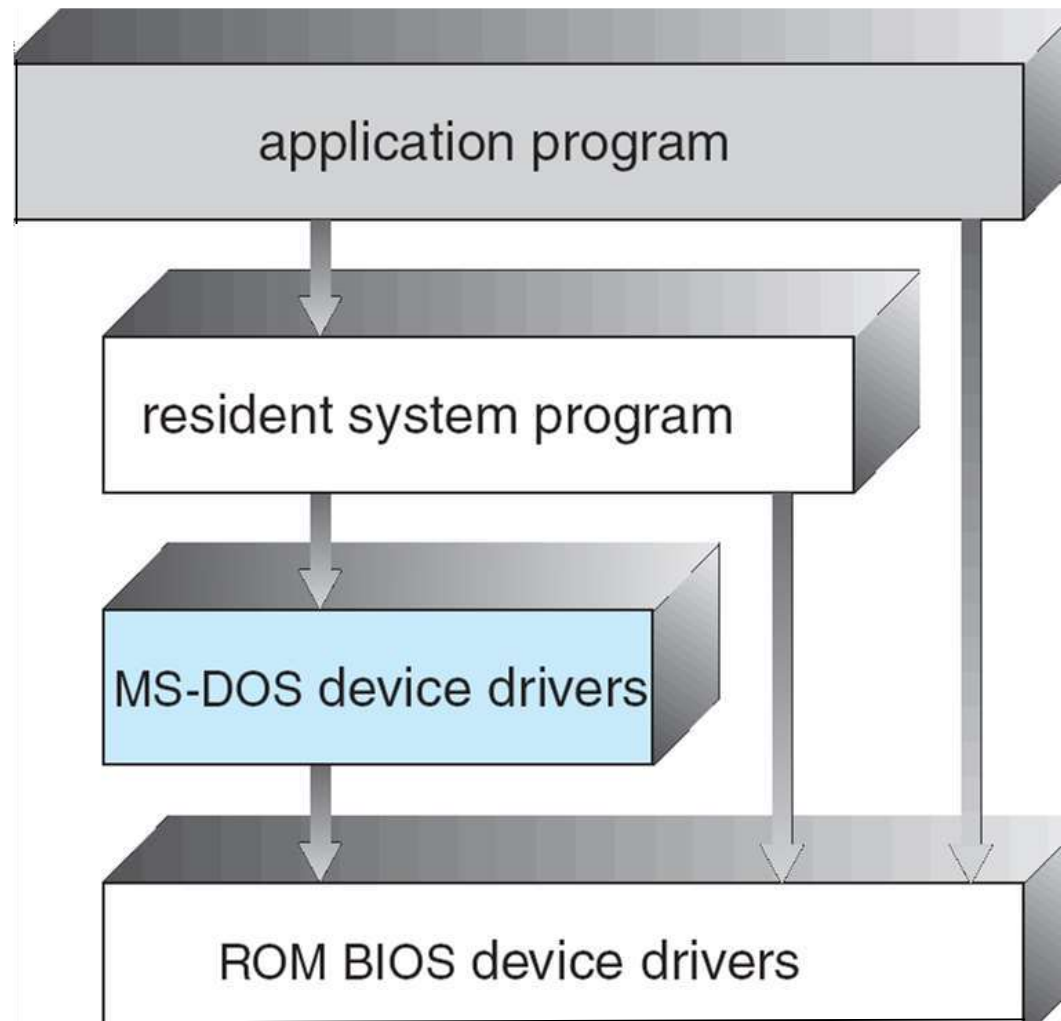 application program
resident system program
MS-DOS device drivers
ROM BIOS device drivers